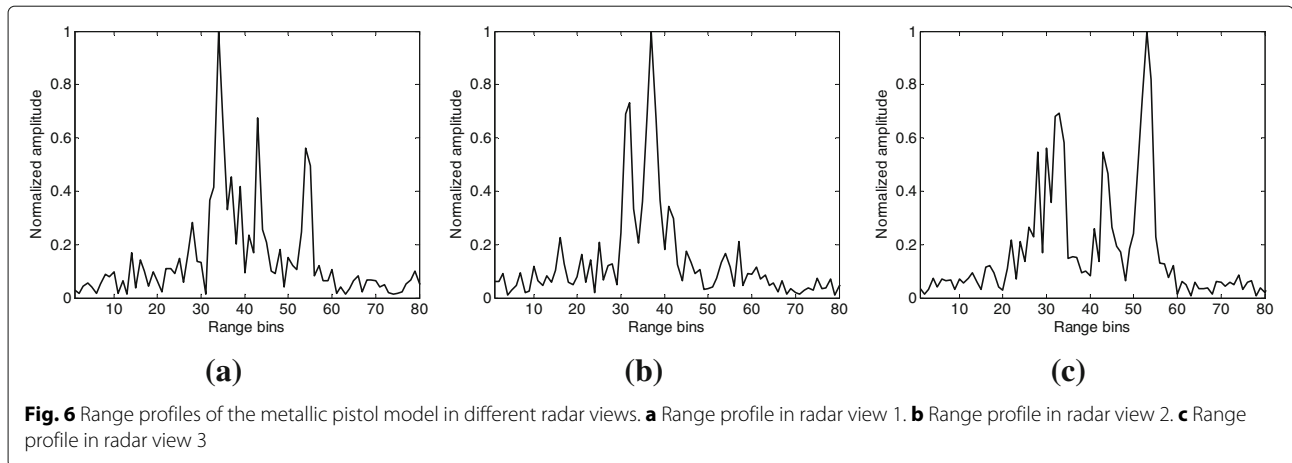 1
0.8
0.6
0.4
0.2
0
Normalized amplitude
10 20 30 40 50 60 70 80
Range bins
(a)
1
0.8
0.6
0.4
0.2
0
Normalized amplitude
10 20 30 40 50 60 70 80
Range bins
(b)
1
0.8
0.6
0.4
0.2
0
Normalized amplitude
10 20 30 40 50 60 70 80
Range bins
(c)
Fig. 6 Range profiles of the metallic pistol model in different radar views. a Range profile in radar view 1. b Range profile in radar view 2. c Range
profile in radar view 3